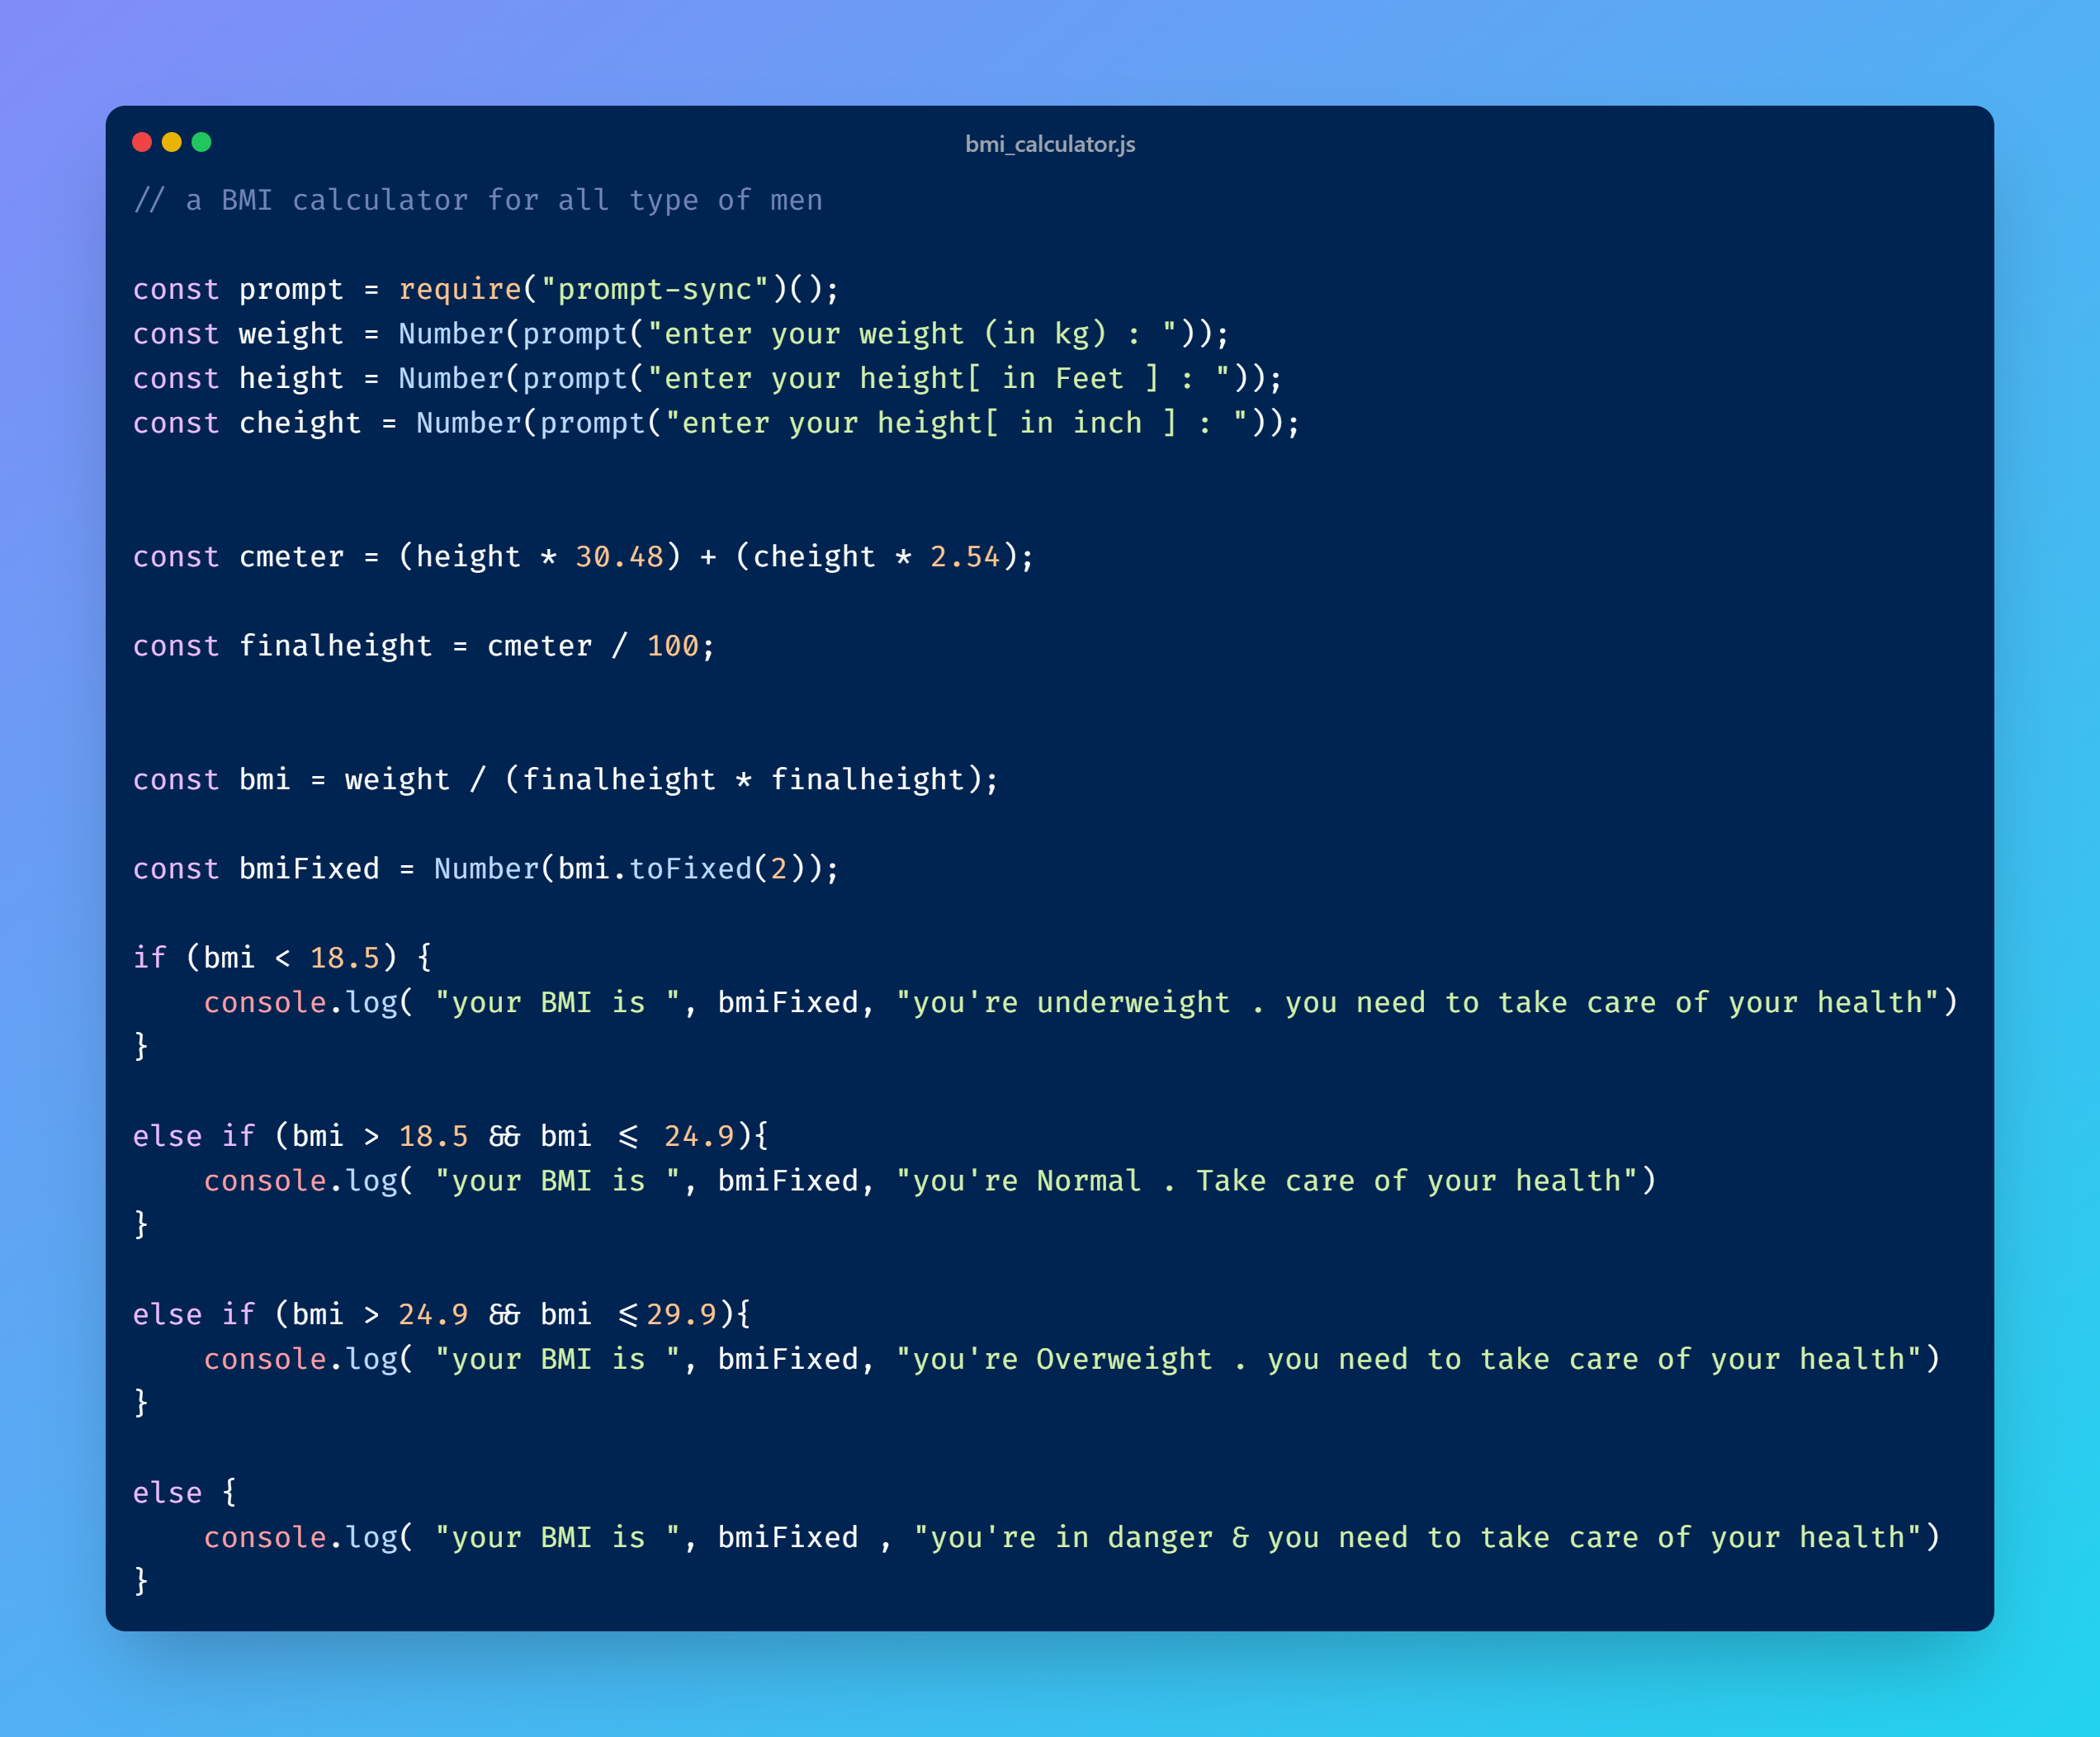 bmi_calculator.js
// a BMI calculator for all type of men
const prompt = require("prompt-sync")();
const weight = Number(prompt("enter your weight (in kg) : "));
const height = Number(prompt("enter your height[ in Feet ] : "));
const cheight = Number(prompt("enter your height[ in inch ] : "));
const cmeter = (height * 30.48) + (cheight * 2.54);
const finalheight = cmeter / 100;
const bmi = weight / (finalheight * finalheight);
const bmiFixed = Number(bmi.toFixed(2));
if (bmi < 18.5) {
    console.log( "your BMI is ", bmiFixed, "you're underweight . you need to take care of your health")
}
else if (bmi > 18.5 && bmi <= 24.9){
    console.log( "your BMI is ", bmiFixed, "you're Normal . Take care of your health")
}
else if (bmi > 24.9 && bmi <=29.9){
    console.log( "your BMI is ", bmiFixed, "you're Overweight . you need to take care of your health")
}
else {
    console.log( "your BMI is ", bmiFixed , "you're in danger & you need to take care of your health")
}